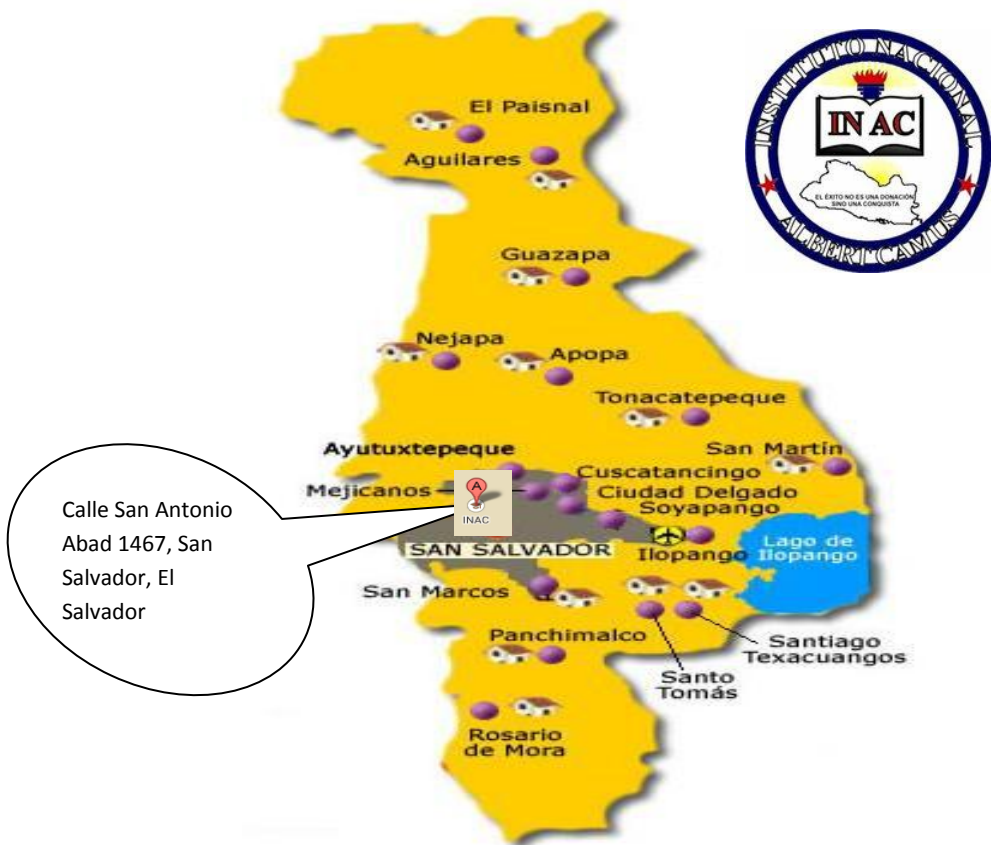 INSTITUTO NACIONAL
IN AC
EL ÉXITO NO ES UNA DONACIÓN
SINO UNA CONQUISTA
ALBERT CAMUS
El Paisnal
Aguilares
Guazapa
Nejapa
Apopa
Tonacatepeque
Ayutuxtepeque
San Martín
Cuscatancingo
Mejicanos
Ciudad Delgado
Soyapango
A
INAC
SAN SALVADOR
Ilopango
Lago de
Ilopango
Calle San Antonio
Abad 1467, San
Salvador, El
Salvador
San Marcos
Panchimalco
Santiago
Texacuangos
Santo
Tomás
Rosario
de Mora